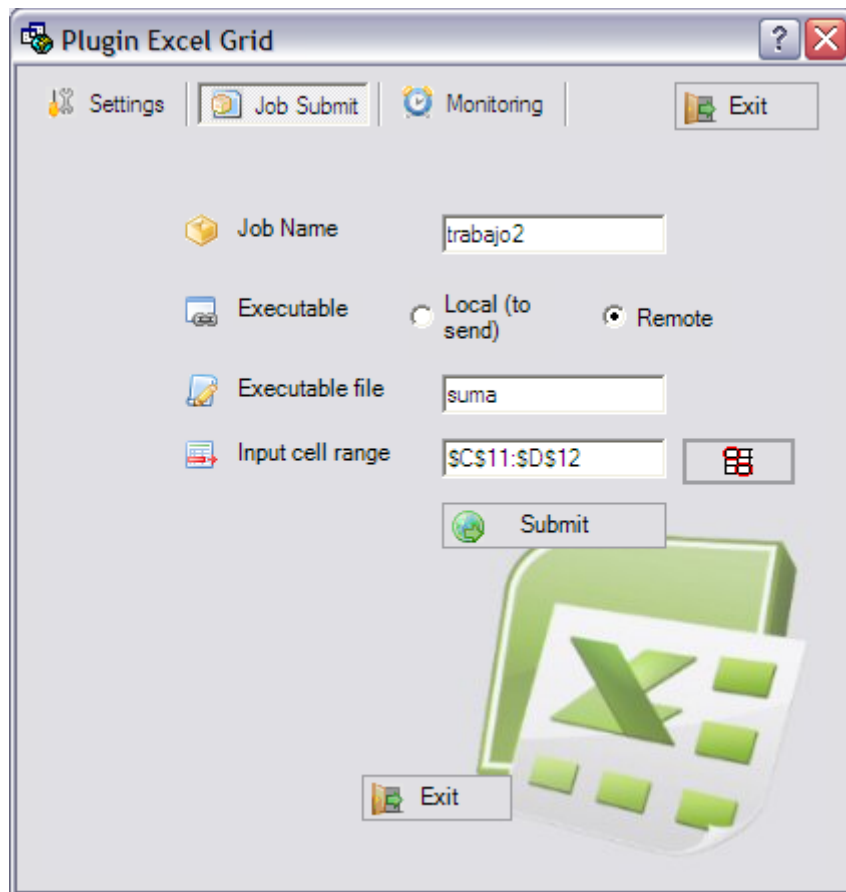 Plugin Excel Grid
Settings
Job Submit
Monitoring
Exit
Job Name
trabajo2
Executable
Local (to
send)
Remote
Executable file
suma
Input cell range
$C$11:$D$12
Submit
Exit